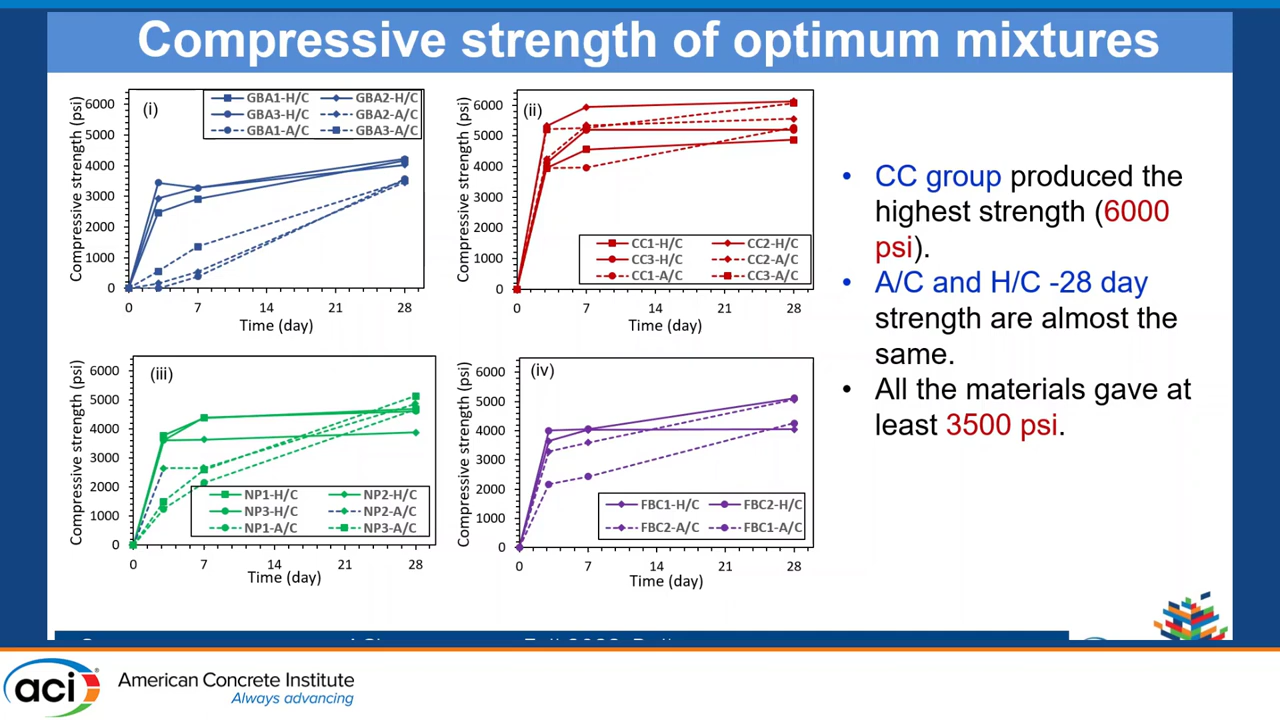 Compressive strength of optimum mixtures
(i)
GBA1-H/C GBA2-H/C
GBA3-H/C GBA2-A/C
GBA1-A/C GBA3-A/C
Compressive strength (psi)
6000
5000
4000
3000
2000
1000
0
0 7 14 21 28
Time (day)
(ii)
CC1-H/C CC2-H/C
CC3-H/C CC2-A/C
CC1-A/C CC3-A/C
Compressive strength (psi)
6000
5000
4000
3000
2000
1000
0
0 7 14 21 28
Time (day)
(iii)
NP1-H/C NP2-H/C
NP3-H/C NP2-A/C
NP1-A/C NP3-A/C
Compressive strength (psi)
6000
5000
4000
3000
2000
1000
0
0 7 14 21 28
Time (day)
(iv)
FBC1-H/C FBC2-H/C
FBC2-A/C FBC1-A/C
Compressive strength (psi)
6000
5000
4000
3000
2000
1000
0
0 7 14 21 28
Time (day)
• CC group produced the
highest strength (6000
psi).
• A/C and H/C -28 day
strength are almost the
same.
• All the materials gave at
least 3500 psi.
aci
American Concrete Institute
Always advancing